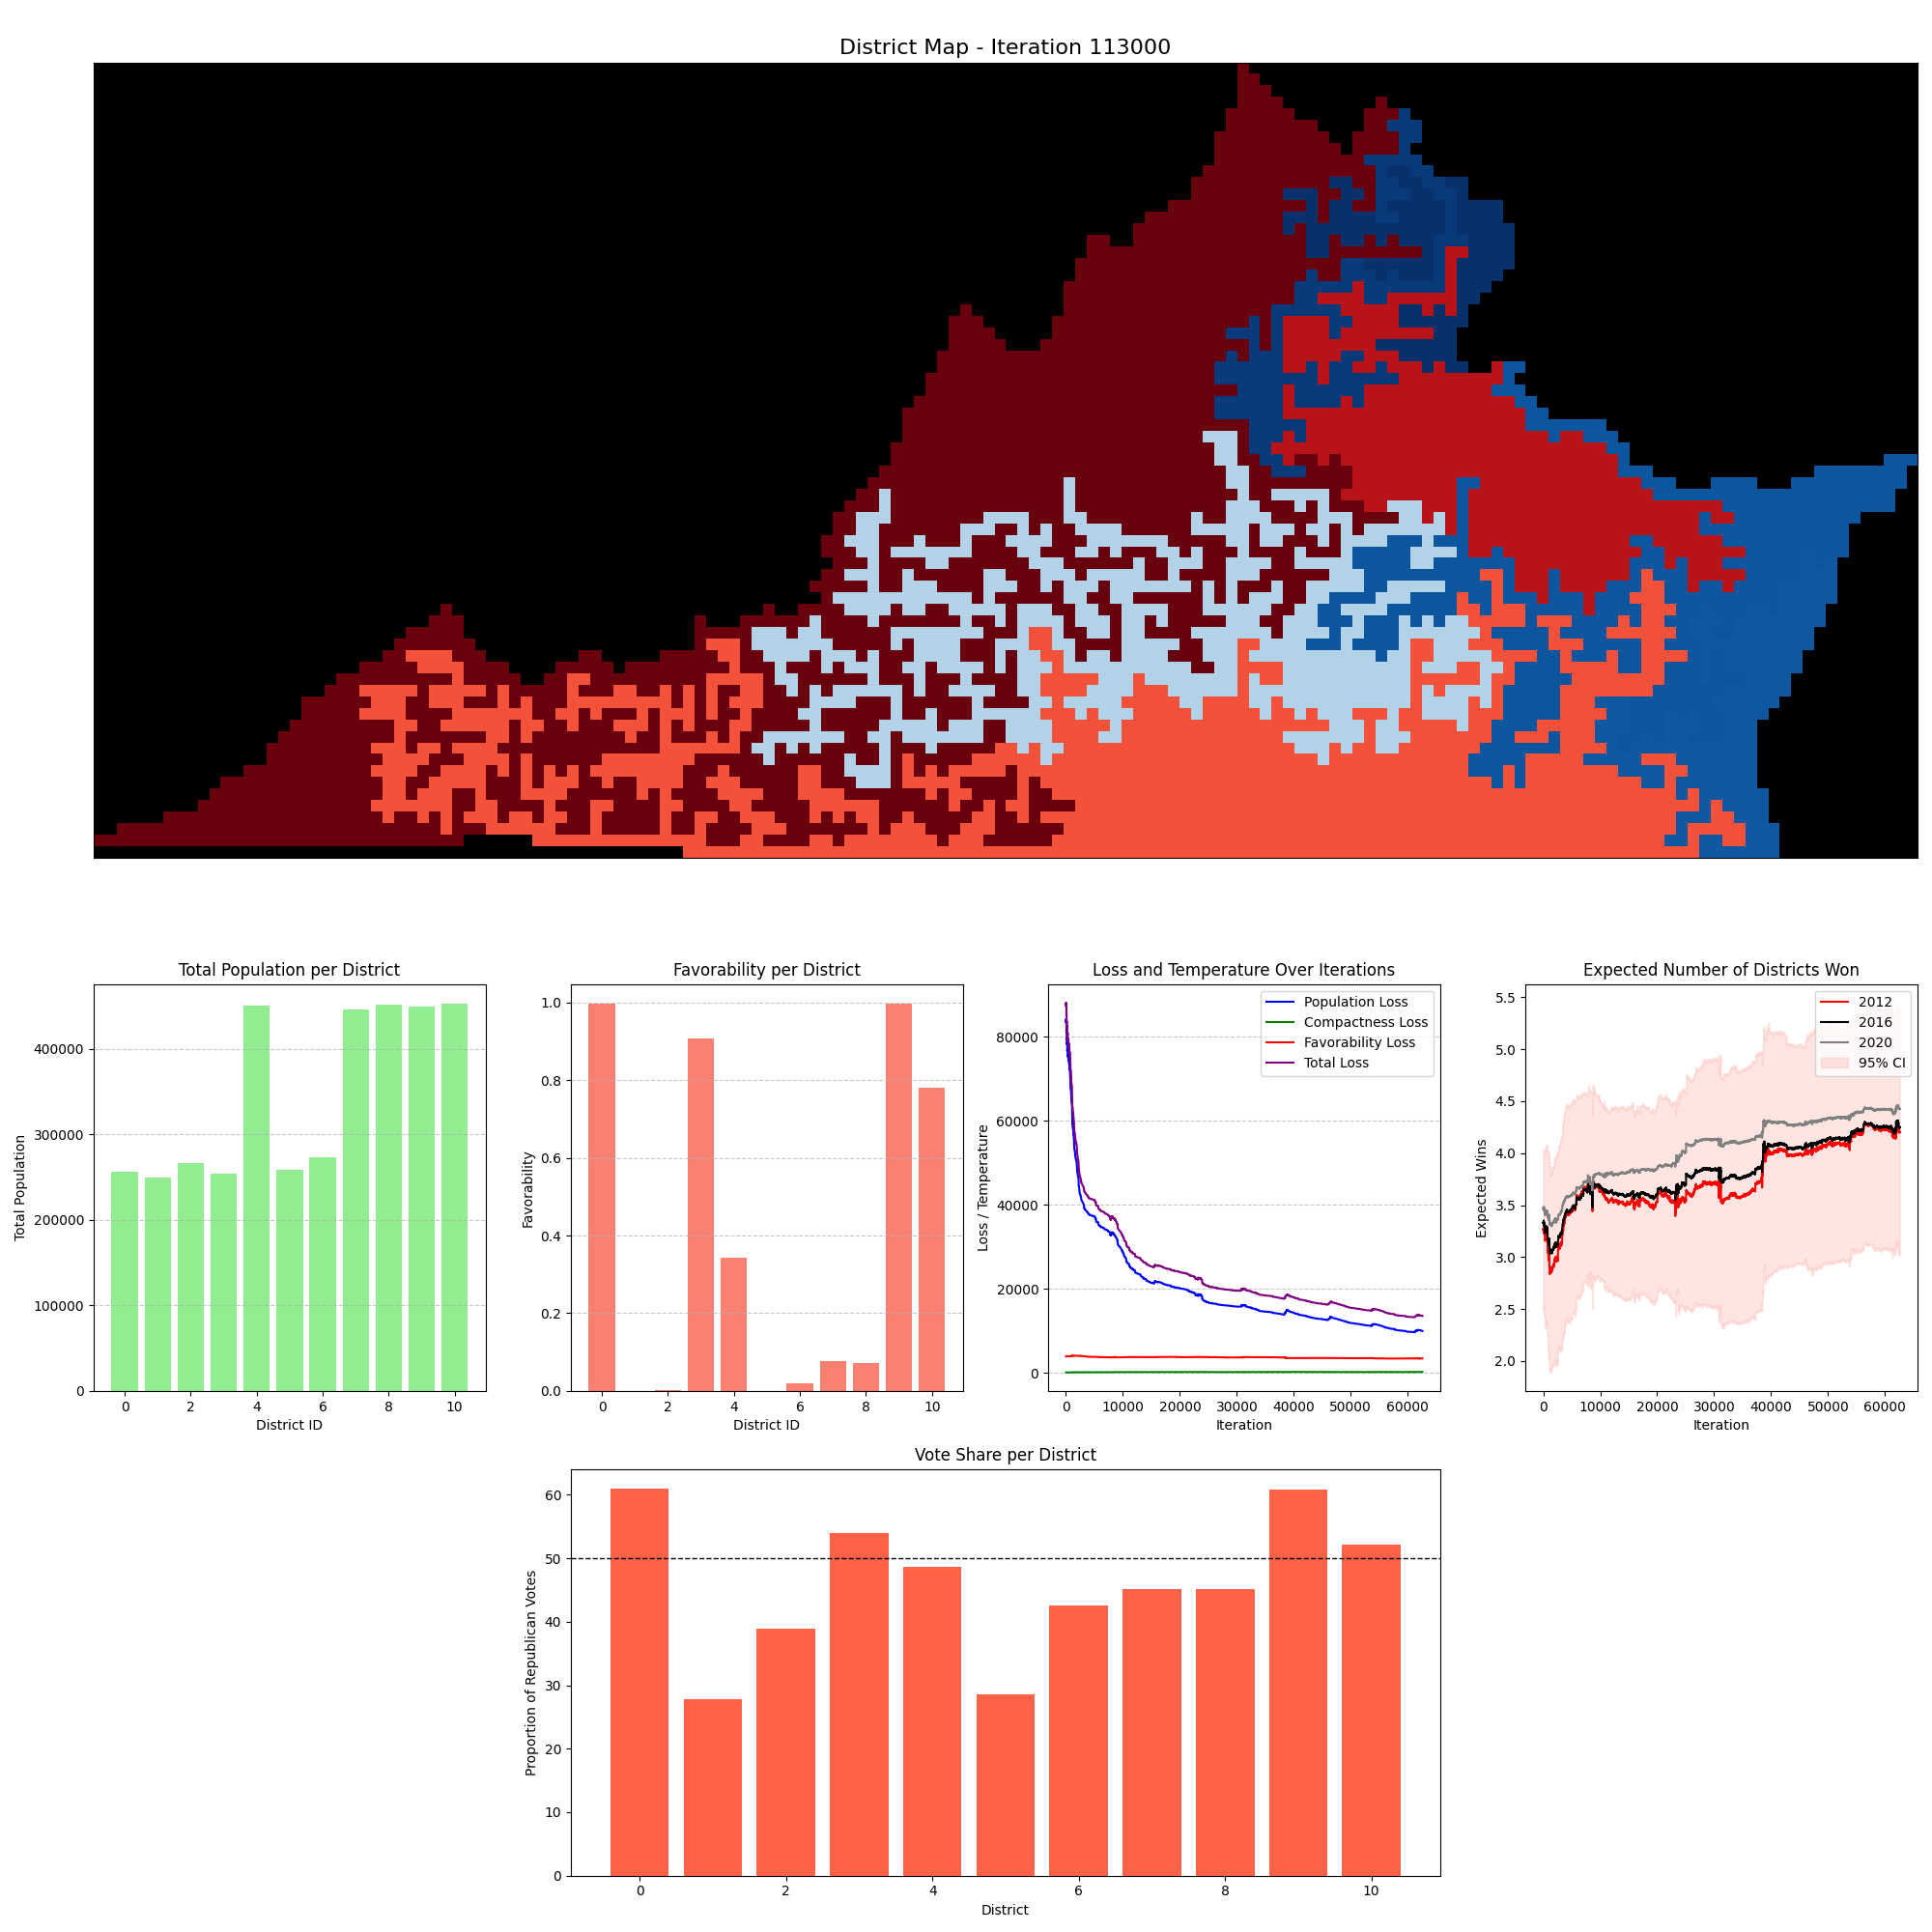 District Map - Iteration 113000
Total Population per District
Total Population
400000
300000
200000
100000
0
0 2 4 6 8 10
District ID
Favorability per District
Favorability
1.0
0.8
0.6
0.4
0.2
0.0
0 2 4 6 8 10
District ID
Loss and Temperature Over Iterations
Loss / Temperature
80000
60000
40000
20000
0
Population Loss
Compactness Loss
Favorability Loss
Total Loss
0 10000 20000 30000 40000 50000 60000
Iteration
Expected Number of Districts Won
Expected Wins
5.5
5.0
4.5
4.0
3.5
3.0
2.5
2.0
2012
2016
2020
95% CI
0 10000 20000 30000 40000 50000 60000
Iteration
Vote Share per District
Proportion of Republican Votes
60
50
40
30
20
10
0
0 2 4 6 8 10
District